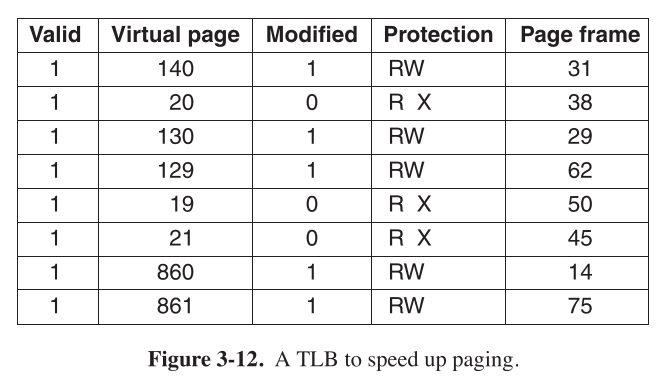 Valid Virtual page Modified Protection Page frame
1 140 1 RW 31
1 20 0 R X 38
1 130 1 RW 29
1 129 1 RW 62
1 19 0 R X 50
1 21 0 R X 45
1 860 1 RW 14
1 861 1 RW 75
Figure 3-12. A TLB to speed up paging.